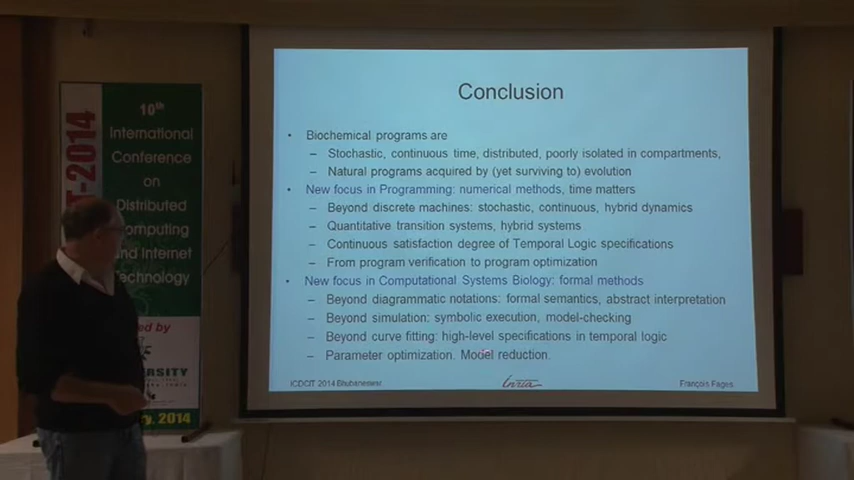 T-2014
10th
International
Conference
on
Distributed
Computing
and Internet
Technology
ed by
ERSITY
y, 2014
Conclusion
• Biochemical programs are
– Stochastic, continuous time, distributed, poorly isolated in compartments,
– Natural programs acquired by (yet surviving to) evolution
• New focus in Programming: numerical methods, time matters
– Beyond discrete machines: stochastic, continuous, hybrid dynamics
– Quantitative transition systems, hybrid systems
– Continuous satisfaction degree of Temporal Logic specifications
– From program verification to program optimization
• New focus in Computational Systems Biology: formal methods
– Beyond diagrammatic notations: formal semantics, abstract interpretation
– Beyond simulation: symbolic execution, model-checking
– Beyond curve fitting: high-level specifications in temporal logic
– Parameter optimization. Model reduction.
ICDCIT 2014 Bhubaneswar
Inria
François Fages